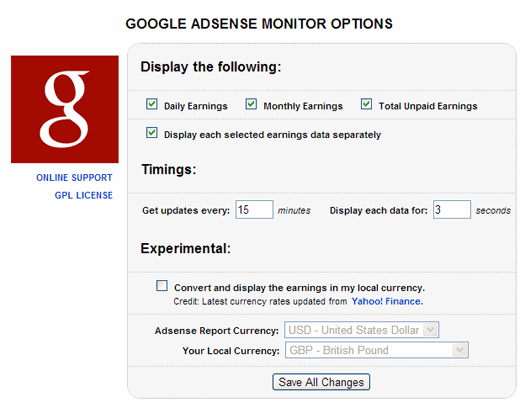 GOOGLE ADSENSE MONITOR OPTIONS
g
ONLINE SUPPORT
GPL LICENSE
Display the following:
Daily Earnings Monthly Earnings Total Unpaid Earnings
Display each selected earnings data separately
Timings:
Get updates every: 15 minutes Display each data for: 3 seconds
Experimental:
Convert and display the earnings in my local currency.
Credit: Latest currency rates updated from Yahoo! Finance.
Adsense Report Currency: USD - United States Dollar
Your Local Currency: GBP - British Pound
Save All Changes